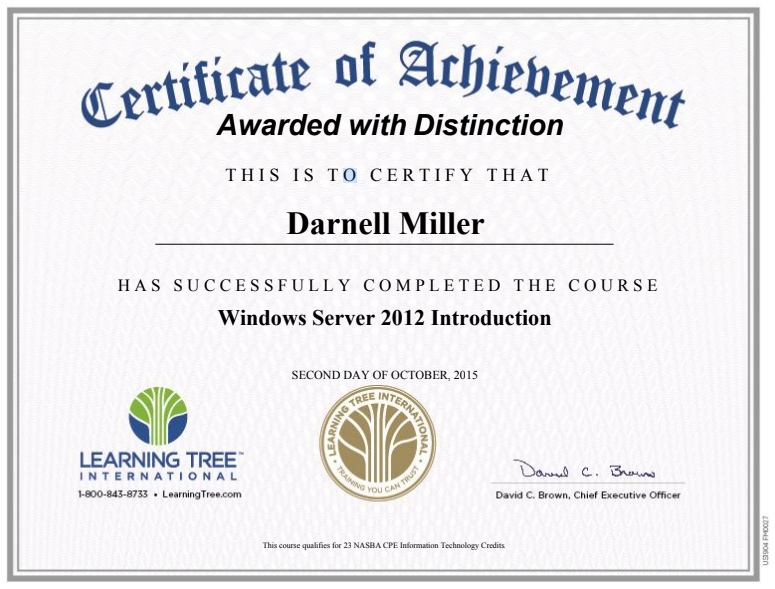 Certificate of Achievement
Awarded with Distinction
THIS IS TO CERTIFY THAT
Darnell Miller
HAS SUCCESSFULLY COMPLETED THE COURSE
Windows Server 2012 Introduction
SECOND DAY OF OCTOBER, 2015
LEARNING TREE™
INTERNATIONAL
1-800-843-8733 • LearningTree.com
LEARNING TREE INTERNATIONAL
• TRAINING YOU CAN TRUST •
David C. Brown
David C. Brown, Chief Executive Officer
This course qualifies for 23 NASBA CPE Information Technology Credits
US1904 FM0027